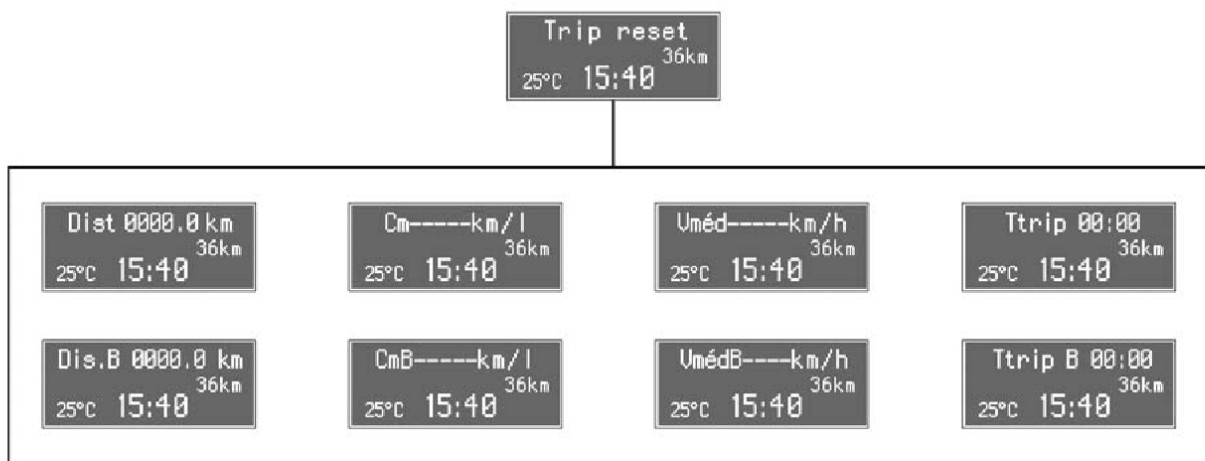 Trip reset
36km
25°C 15:40
Dist 0000.0 km
36km
25°C 15:40
Cm-----km/l
36km
25°C 15:40
Vméd-----km/h
36km
25°C 15:40
Ttrip 00:00
36km
25°C 15:40
Dis.B 0000.0 km
36km
25°C 15:40
CmB-----km/l
36km
25°C 15:40
VmédB----km/h
36km
25°C 15:40
Ttrip B 00:00
36km
25°C 15:40